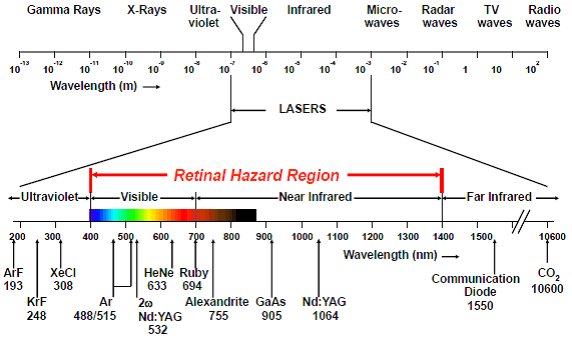 Gamma Rays X-Rays Ultra-violet Visible Infrared Micro-waves Radar waves TV waves Radio waves
10^-13 10^-12 10^-11 10^-10 10^-9 10^-8 10^-7 10^-6 10^-5 10^-4 10^-3 10^-2 10^-1 1 10 10^2
Wavelength (m)
LASERS
Retinal Hazard Region
Ultraviolet Visible Near Infrared Far Infrared
200 300 400 500 600 700 800 900 1000 1100 1200 1300 1400 1500 10600
Wavelength (nm)
ArF
193
KrF
248
XeCl
308
Ar
488/515
2ω
Nd:YAG
532
HeNe
633
Ruby
694
Alexandrite
755
GaAs
905
Nd:YAG
1064
Communication
Diode
1550
CO2
10600